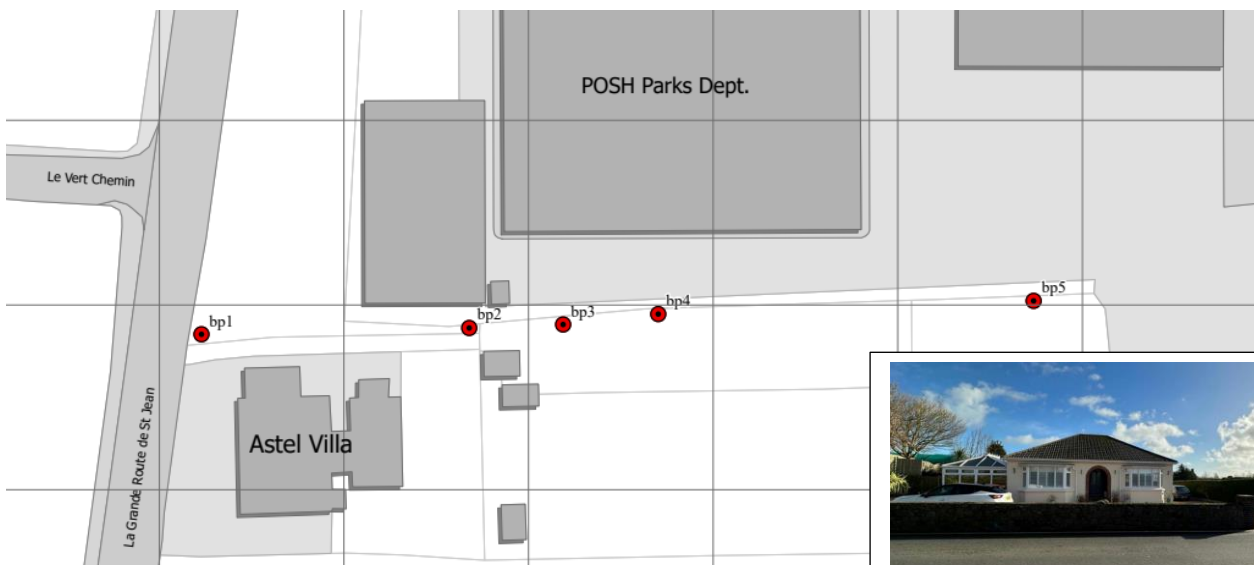 POSH Parks Dept.
Le Vert Chemin
bp1
bp2
bp3
bp4
bp5
Astel Villa
La Grande Route de St Jean